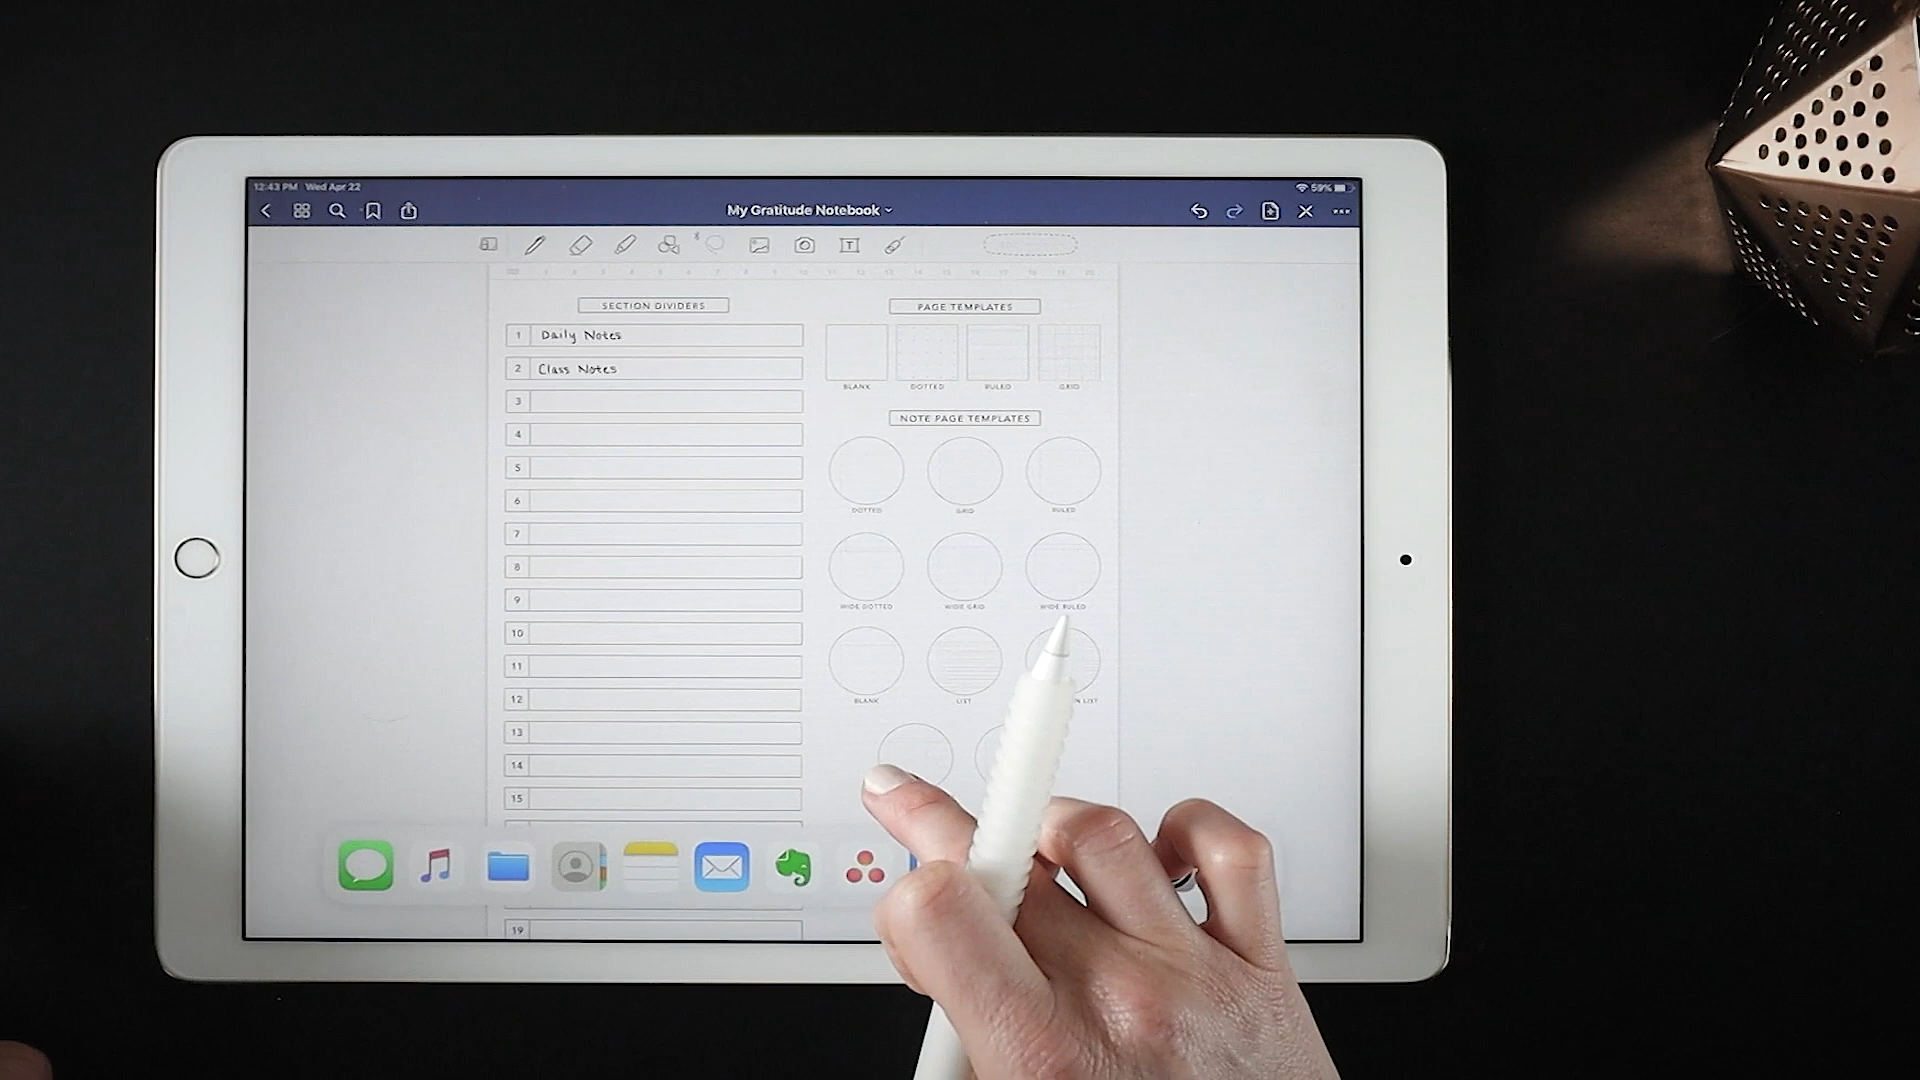 12:43 PM Wed Apr 22
59%
My Gratitude Notebook
T
SECTION DIVIDERS
1 Daily Notes
2 Class Notes
3
4
5
6
7
8
9
10
11
12
13
14
15
19
PAGE TEMPLATES
BLANK DOTTED RULED GRID
NOTE PAGE TEMPLATES
DOTTED GRID RULED
WIDE DOTTED WIDE GRID WIDE RULED
BLANK LIST LIST